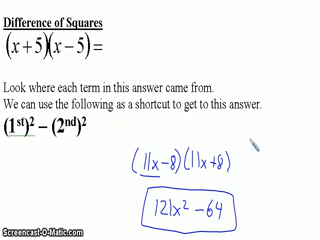 Difference of Squares
(x+5)(x−5)=
Look where each term in this answer came from.
We can use the following as a shortcut to get to this answer.
(1st)² − (2nd)²
(11x−8)(11x+8)
121x² − 64
Screencast-O-Matic.com